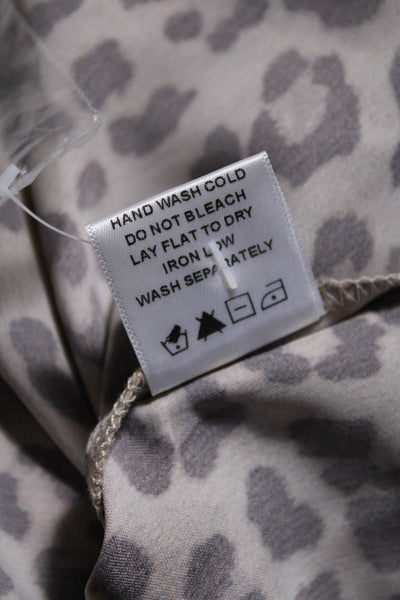 HAND WASH COLD
DO NOT BLEACH
LAY FLAT TO DRY
IRON LOW
WASH SEPARATELY